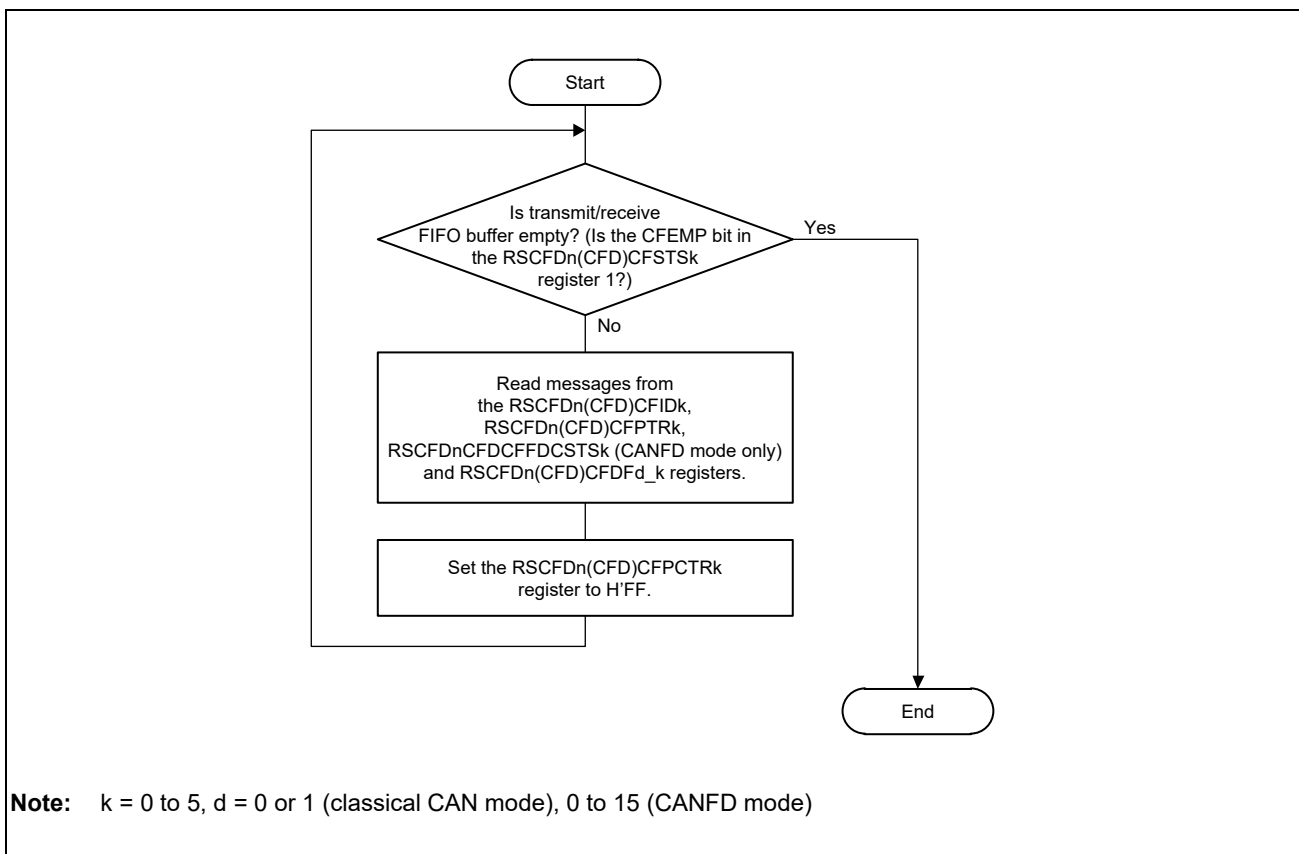 Start
Is transmit/receive
FIFO buffer empty? (Is the CFEMP bit in
the RSCFDn(CFD)CFSTSk
register 1?)
Yes
No
Read messages from
the RSCFDn(CFD)CFIDk,
RSCFDn(CFD)CFPTRk,
RSCFDnCFDCFFDCSTSk (CANFD mode only)
and RSCFDn(CFD)CFDFd_k registers.
Set the RSCFDn(CFD)CFPCTRk
register to H'FF.
End
Note: k = 0 to 5, d = 0 or 1 (classical CAN mode), 0 to 15 (CANFD mode)